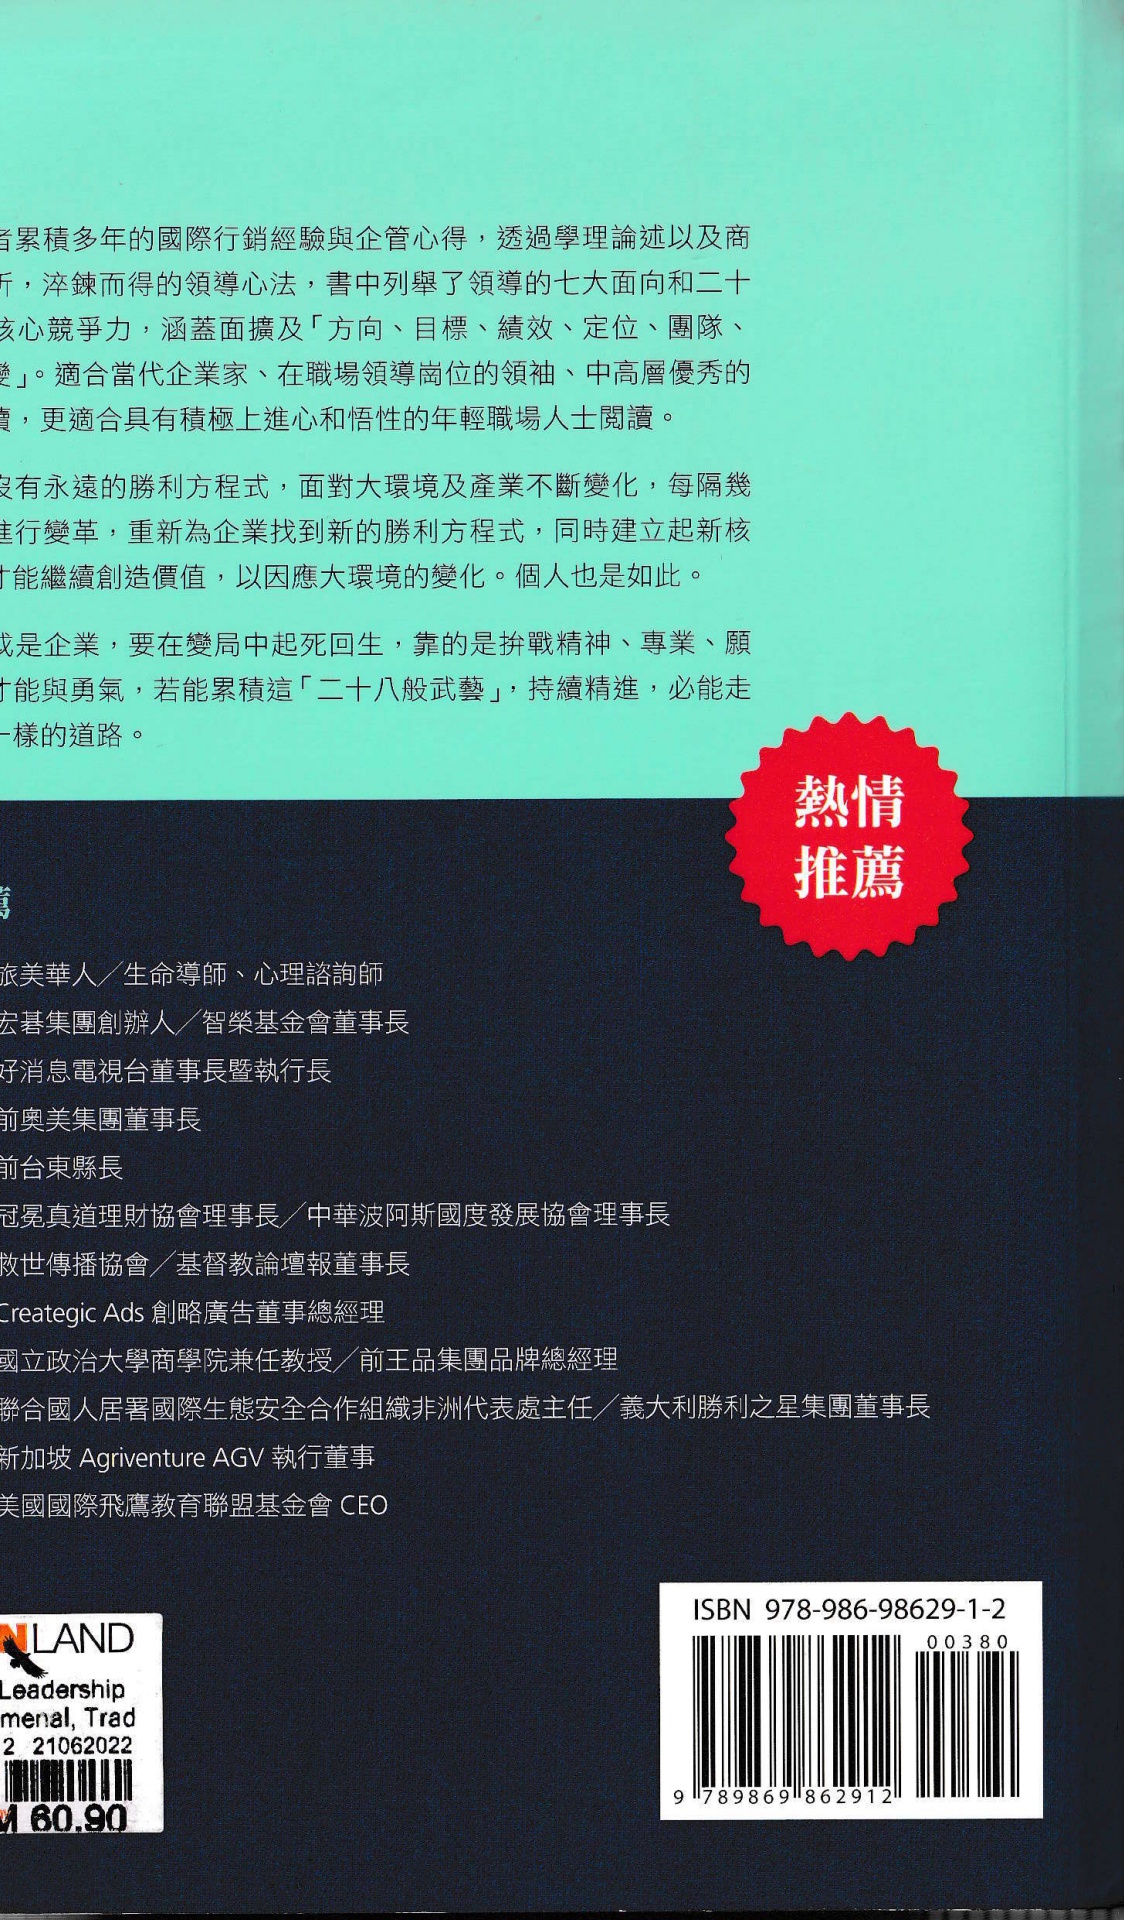 者累積多年的國際行銷經驗與企管心得，透過學理論述以及商
析，淬鍊而得的領導心法，書中列舉了領導的七大面向和二十
核心競爭力，涵蓋面擴及「方向、目標、績效、定位、團隊、
變」。適合當代企業家、在職場領導崗位的領袖、中高層優秀的
讀，更適合具有積極上進心和悟性的年輕職場人士閱讀。
沒有永遠的勝利方程式，面對大環境及產業不斷變化，每隔幾
進行變革，重新為企業找到新的勝利方程式，同時建立起新核
才能繼續創造價值，以因應大環境的變化。個人也是如此。
或是企業，要在變局中起死回生，靠的是拚戰精神、專業、願
才能與勇氣，若能累積這「二十八般武藝」，持續精進，必能走
一樣的道路。
熱情
推薦
薦
旅美華人╱生命導師、心理諮詢師
宏碁集團創辦人╱智榮基金會董事長
好消息電視台董事長暨執行長
前奧美集團董事長
前台東縣長
冠冕真道理財協會理事長╱中華波阿斯國度發展協會理事長
救世傳播協會╱基督教論壇報董事長
Creategic Ads 創略廣告董事總經理
國立政治大學商學院兼任教授╱前王品集團品牌總經理
聯合國人居署國際生態安全合作組織非洲代表處主任╱義大利勝利之星集團董事長
新加坡 Agriventure AGV 執行董事
美國國際飛鷹教育聯盟基金會 CEO
NLAND
Leadership
menal, Trad
2 21062022
M 60.90
ISBN 978-986-98629-1-2
00380
9 789869 862912